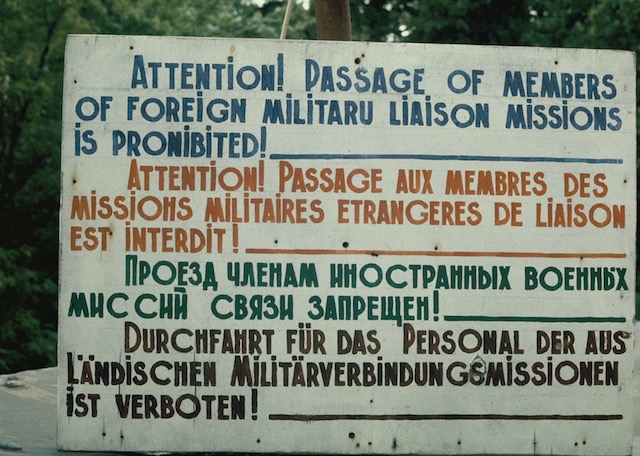 ATTENTION! PASSAGE OF MEMBERS
OF FOREIGN MILITARU LIAISON MISSIONS
IS PRONIBITED!
ATTENTION! PASSAGE AUX MEMBRES DES
MISSIONS MILITAIRES ETRANGERES DE LIAISON
EST INTERDIT!
ПРОЕЗД ЧЛЕНАМ ИНОСТРАННЫХ ВОЕННЫХ
МИССИЙ СВЯЗИ ЗАПРЕЩЕН!
DURCHFAHRT FÜR DAS PERSONAL DER AUS
LÄNDISCHEN MILITÄRVERBINDUNGSMISSIONEN
IST VERBOTEN!